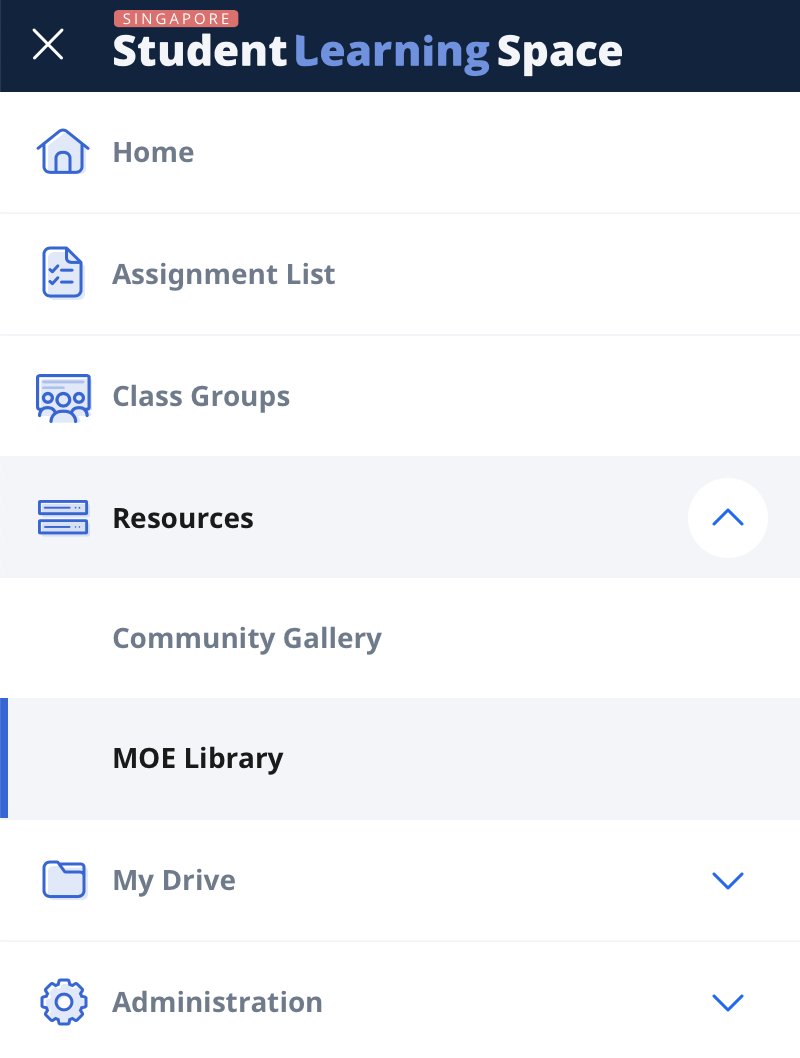 SINGAPORE
Student Learning Space
Home
Assignment List
Class Groups
Resources
Community Gallery
MOE Library
My Drive
Administration